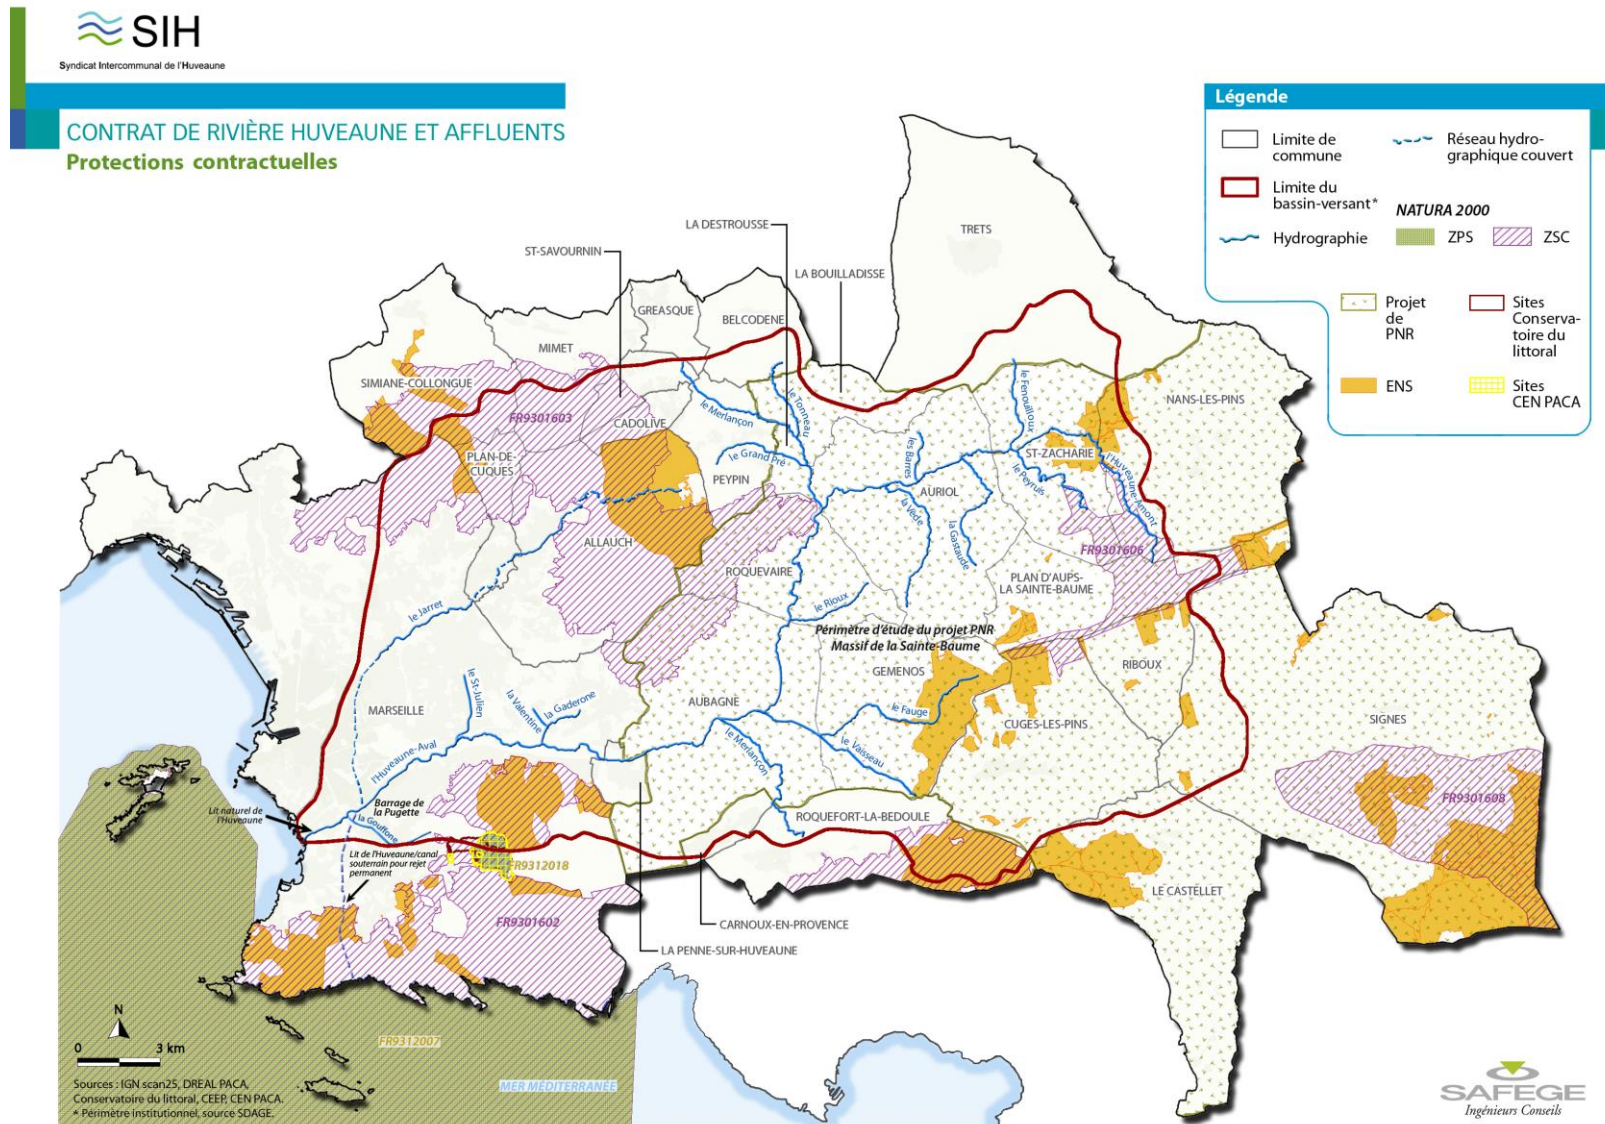 SIH
Syndicat Intercommunal de l'Huveaune
CONTRAT DE RIVIÈRE HUVEAUNE ET AFFLUENTS
Protections contractuelles
Légende
Limite de
commune
Réseau hydro-
graphique couvert
Limite du
bassin-versant*
Hydrographie
NATURA 2000
ZPS
ZSC
Projet
de
PNR
Sites
Conserva-
toire du
littoral
ENS
Sites
CEN PACA
TRETS
LA DESTROUSSE
ST-SAVOURNIN
LA BOUILLADISSE
GREASQUE
BELCODENE
MIMET
SIMIANE-COLLONGUE
FR9301603
CADOLIVE
le Merlançon
le Tonneau
le Fenouilloux
NANS-LES-PINS
PLAN-DE-
CUQUES
le Grand Pré
PEYPIN
les Barres
ST-ZACHARIE
l'Huveaune-Amont
le Peyruis
AURIOL
la Vède
la Gastaude
ALLAUCH
ROQUEVAIRE
FR9301606
PLAN D'AUPS-
LA SAINTE-BAUME
le Jarret
le Rioux
Périmètre d'étude du projet PNR
Massif de la Sainte-Baume
GEMENOS
RIBOUX
MARSEILLE
le St-Julien
la Valentine
la Gaderone
AUBAGNE
le Fauge
CUGES-LES-PINS
SIGNES
l'Huveaune-Aval
le Merlançon
le Vaisseau
Lit naturel de
l'Huveaune
Barrage de
la Pugette
la Gouffone
ROQUEFORT-LA-BEDOULE
FR9301608
Lit de l'Huveaune/canal
souterrain pour rejet
permanent
FR9312018
LE CASTELLET
FR9301602
CARNOUX-EN-PROVENCE
LA PENNE-SUR-HUVEAUNE
N
0 3 km
FR9312007
MER MÉDITERRANÉE
Sources : IGN scan25, DREAL PACA,
Conservatoire du littoral, CEEP, CEN PACA.
* Périmètre institutionnel, source SDAGE.
SAFEGE
Ingénieurs Conseils